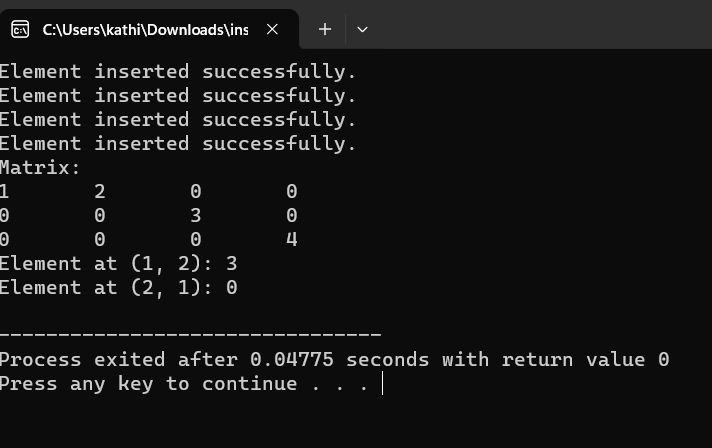 C:\Users\kathi\Downloads\ins
Element inserted successfully.
Element inserted successfully.
Element inserted successfully.
Element inserted successfully.
Matrix:
1       2       0       0
0       0       3       0
0       0       0       4
Element at (1, 2): 3
Element at (2, 1): 0
--------------------------------
Process exited after 0.04775 seconds with return value 0
Press any key to continue . . .